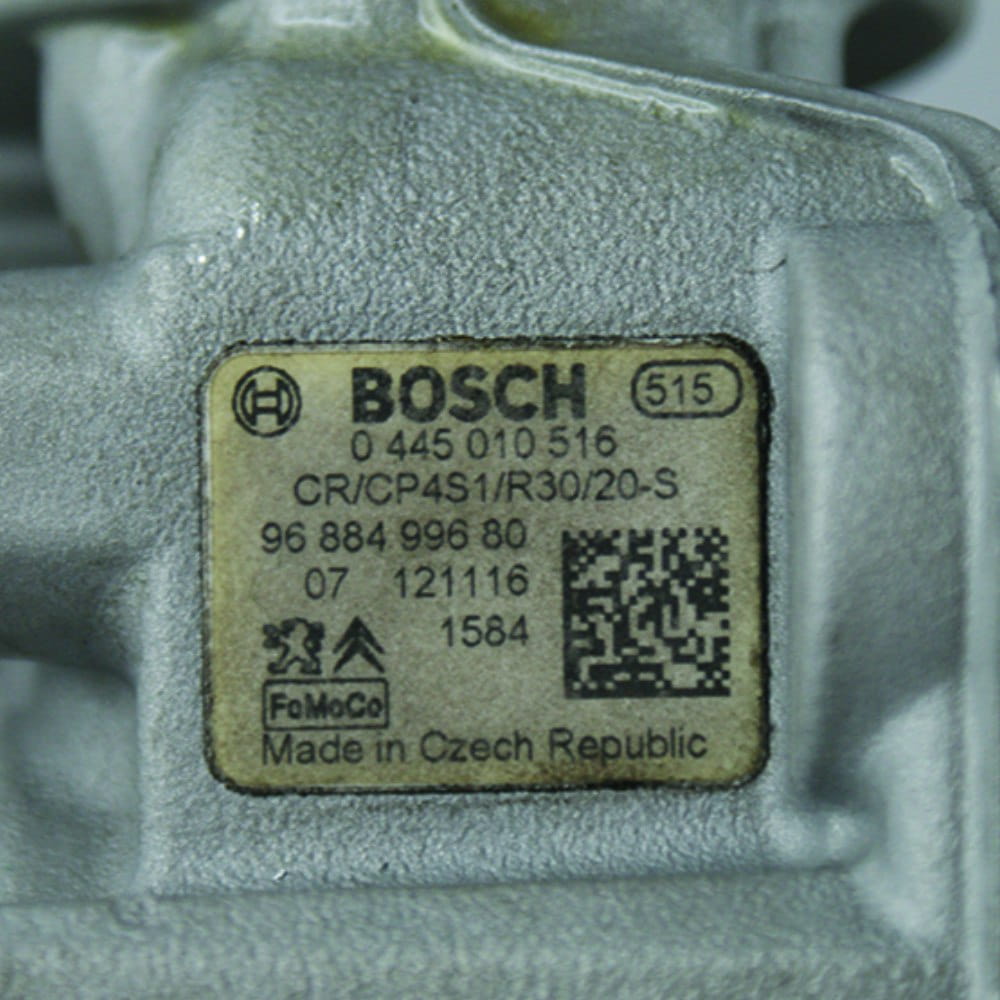 BOSCH 515
0 445 010 516
CR/CP4S1/R30/20-S
96 884 996 80
07 121116
1584
FoMoCo
Made in Czech Republic